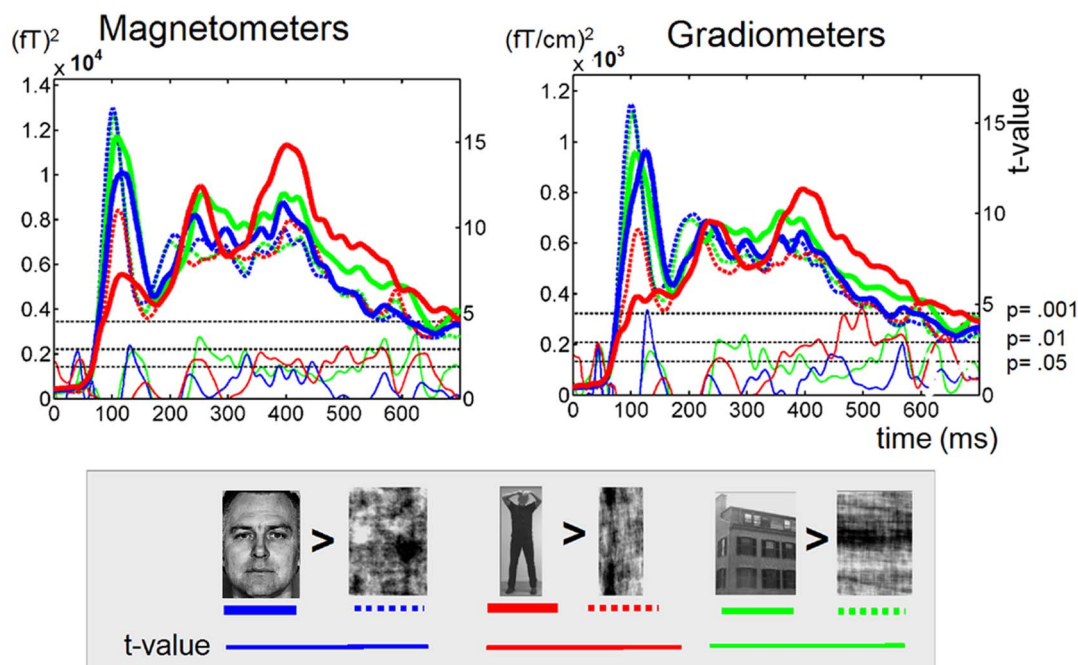 Magnetometers
Gradiometers
(fT)²
(fT/cm)²
x 10⁴
x 10³
1.4
1.2
1.0
0.8
0.6
0.4
0.2
0
15
10
5
0
0 100 200 300 400 500 600
1.2
1.0
0.8
0.6
0.4
0.2
0
15
10
5
0
t-value
p= .001
p= .01
p= .05
0 100 200 300 400 500 600
time (ms)
> > >
t-value